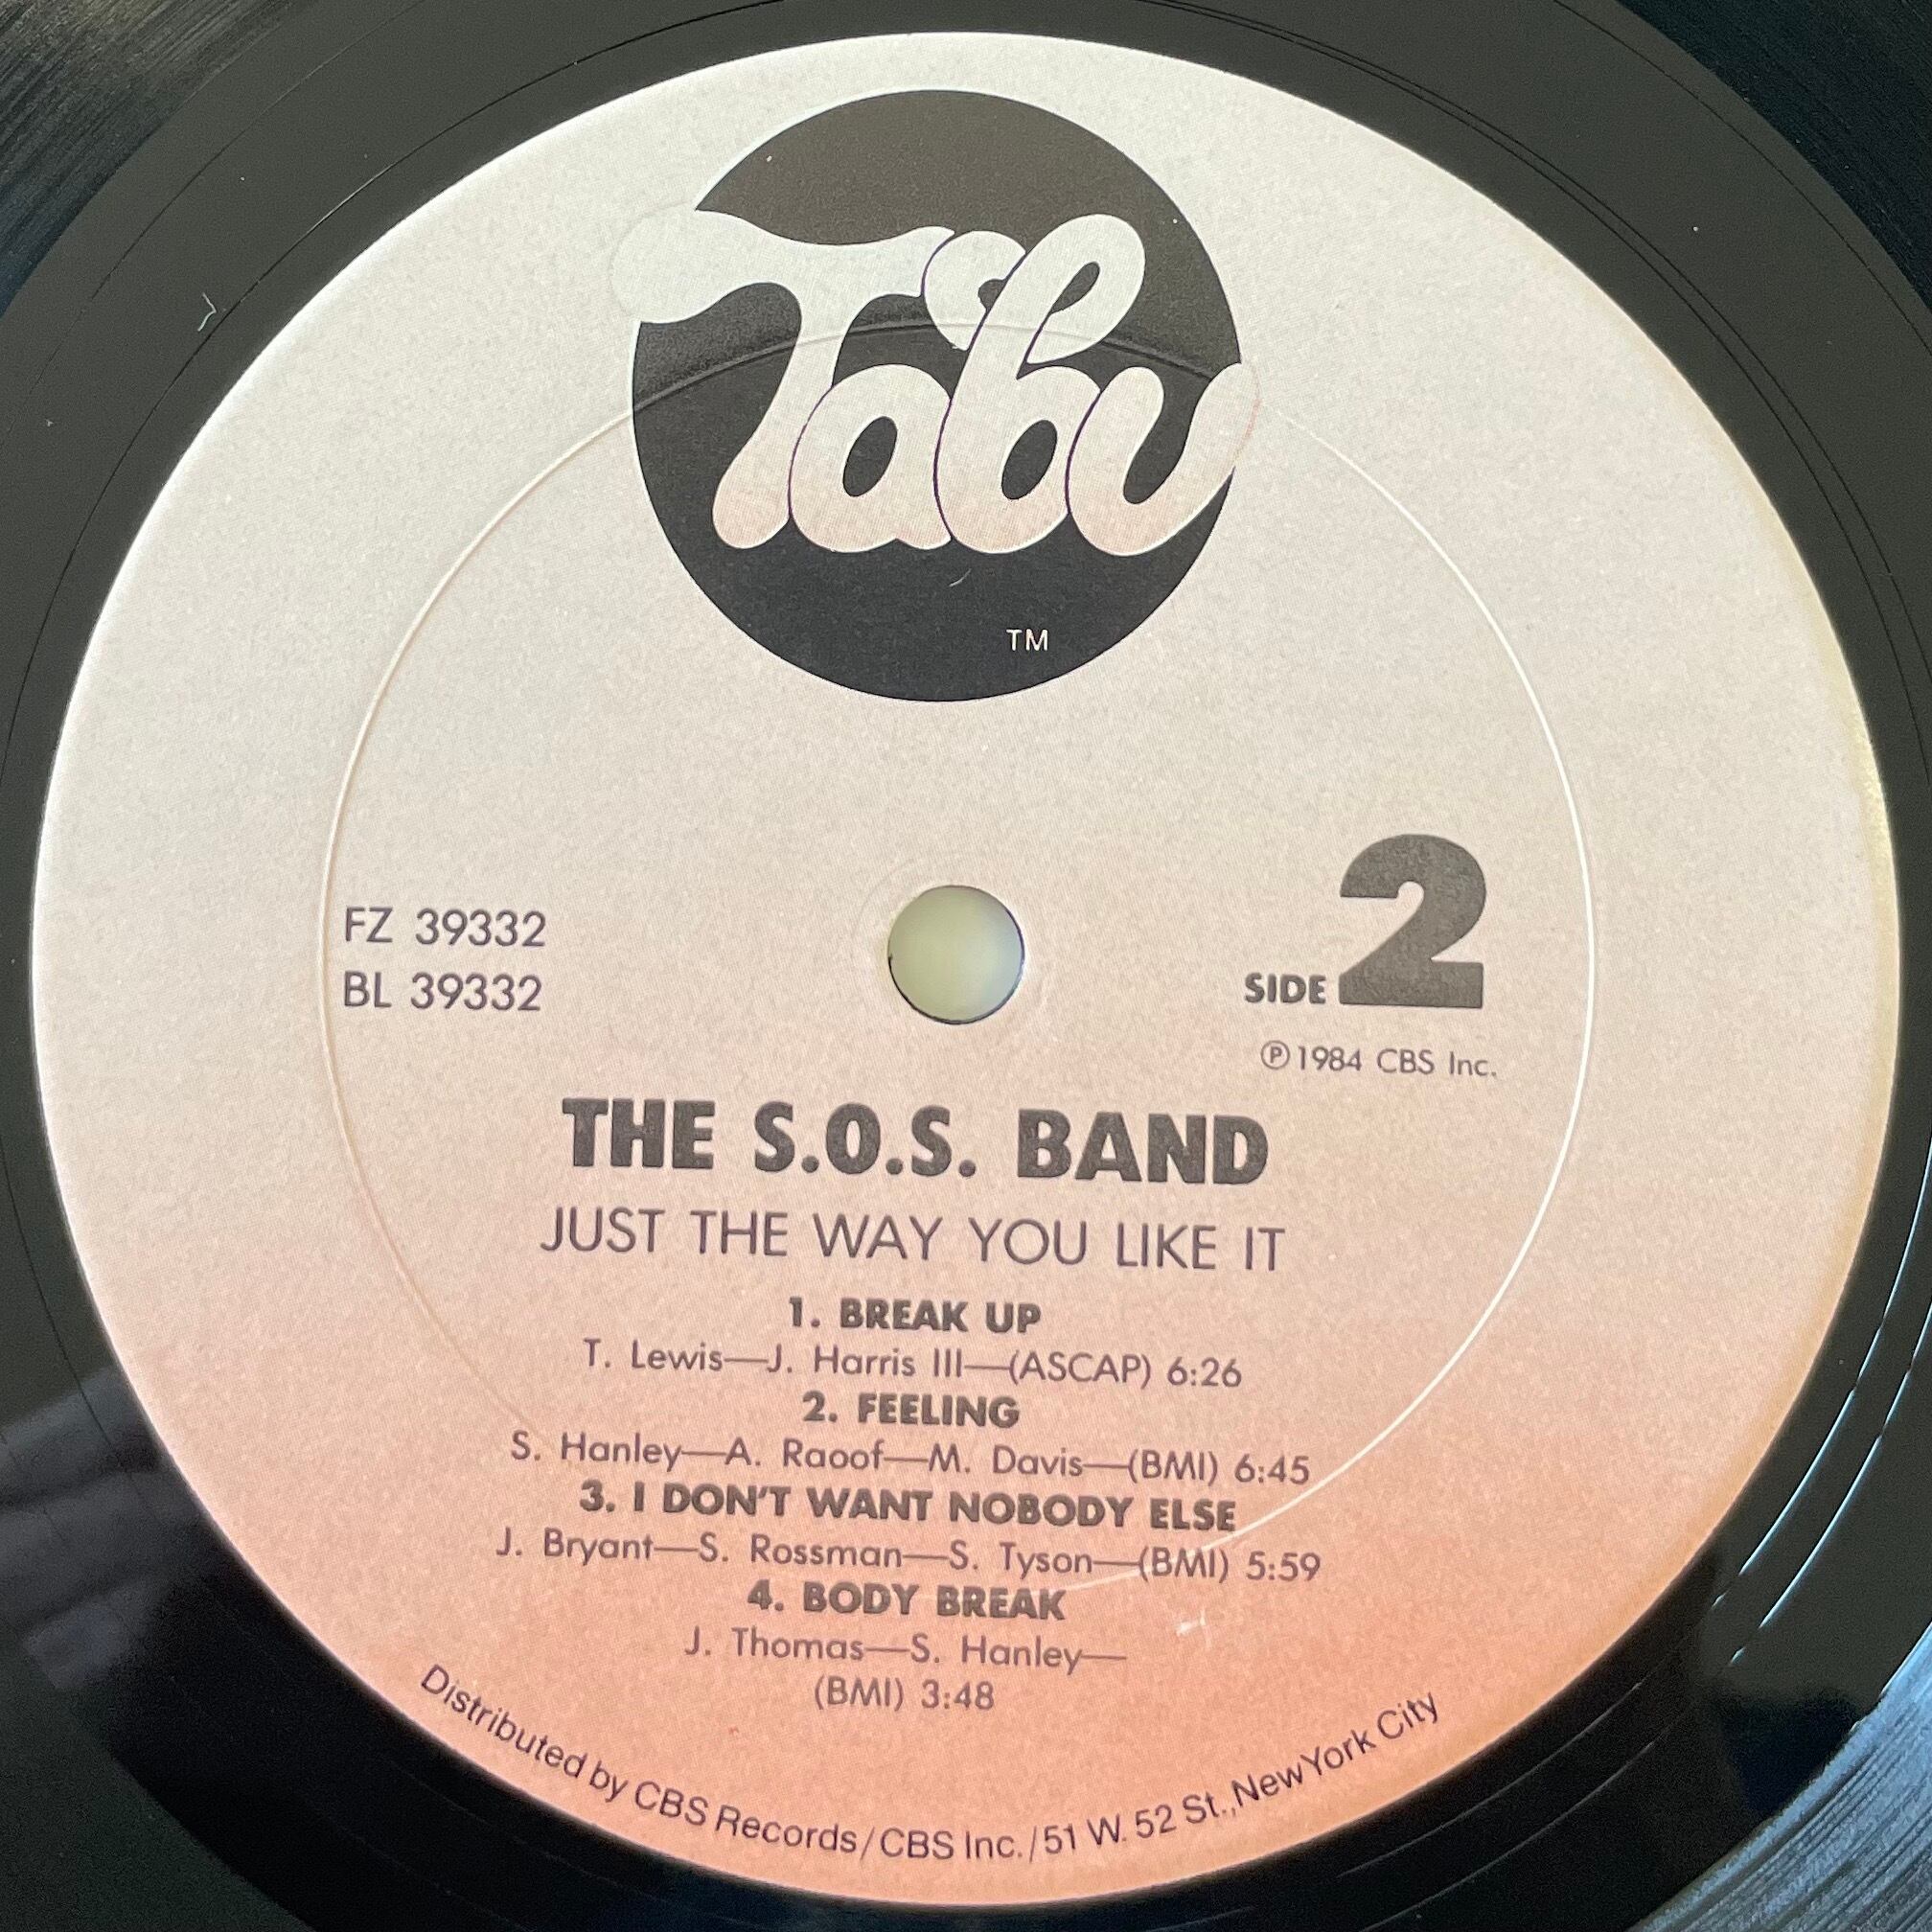 Tabu
TM
FZ 39332
BL 39332
SIDE 2
Ⓟ1984 CBS Inc.
THE S.O.S. BAND
JUST THE WAY YOU LIKE IT
1. BREAK UP
T. Lewis—J. Harris III—(ASCAP) 6:26
2. FEELING
S. Hanley—A. Raoof—M. Davis—(BMI) 6:45
3. I DON'T WANT NOBODY ELSE
J. Bryant—S. Rossman—S. Tyson—(BMI) 5:59
4. BODY BREAK
J. Thomas—S. Hanley—
(BMI) 3:48
Distributed by CBS Records/CBS Inc./51 W. 52 St., New York City